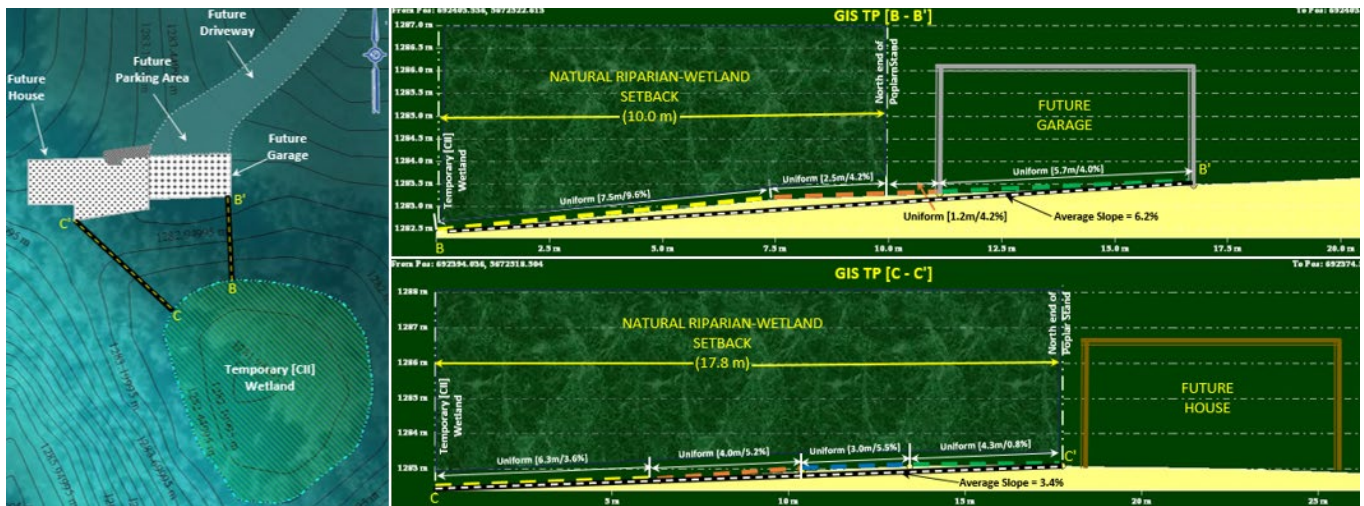 Future
Driveway
Future
Parking Area
Future
House
Future
Garage
B'
C'
B
C
Temporary [CII]
Wetland
GIS TP [B - B']
1287.0 m
1286.5 m
1286.0 m
1285.5 m
1285.0 m
1284.5 m
1284.0 m
1283.5 m
1283.0 m
1282.5 m
NATURAL RIPARIAN-WETLAND
SETBACK
(10.0 m)
Temporary [CII]
Wetland
North end of
Poplarn Stand
FUTURE
GARAGE
Uniform [7.5m/9.6%]
Uniform [2.5m/4.2%]
Uniform [5.7m/4.0%]
Uniform [1.2m/4.2%]
Average Slope = 6.2%
B
B'
2.5 m
5.0 m
7.5 m
10.0 m
12.5 m
15.0 m
17.5 m
20.0 m
GIS TP [C - C']
1288 m
1287 m
1286 m
1285 m
1284 m
1283 m
NATURAL RIPARIAN-WETLAND
SETBACK
(17.8 m)
Temporary [CII]
Wetland
North end of
Poplar Stand
FUTURE
HOUSE
Uniform [6.3m/3.6%]
Uniform [4.0m/5.2%]
Uniform [3.0m/5.5%]
Uniform [4.3m/0.8%]
Average Slope = 3.4%
C
C'
5 m
10 m
15 m
20 m
25 m